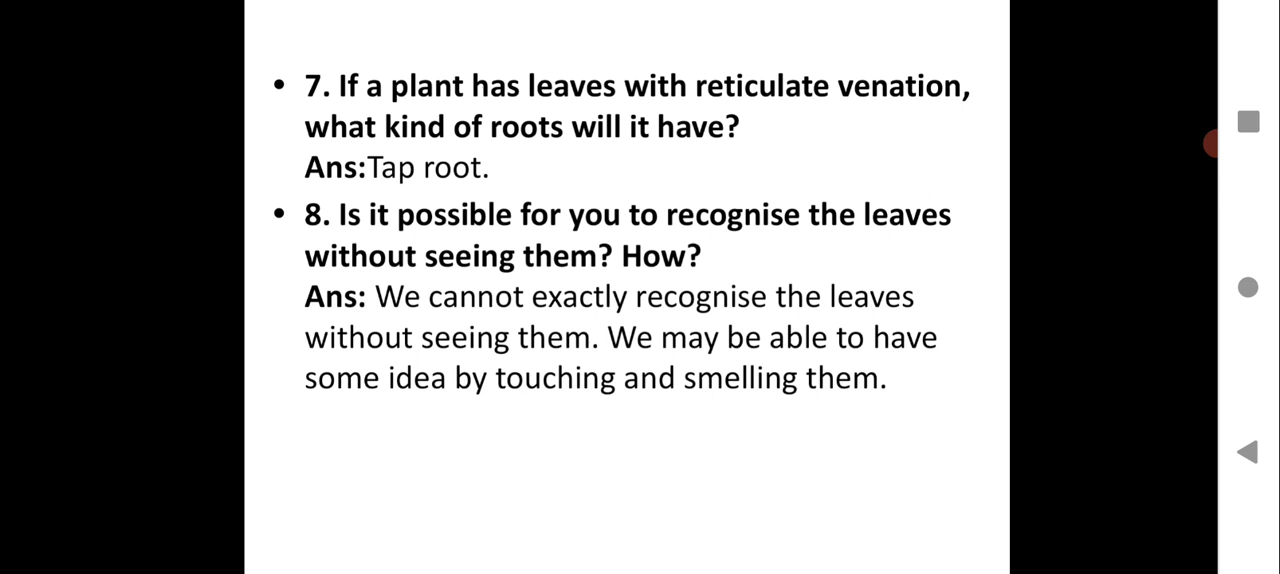 • 7. If a plant has leaves with reticulate venation,
what kind of roots will it have?
Ans:Tap root.
• 8. Is it possible for you to recognise the leaves
without seeing them? How?
Ans: We cannot exactly recognise the leaves
without seeing them. We may be able to have
some idea by touching and smelling them.